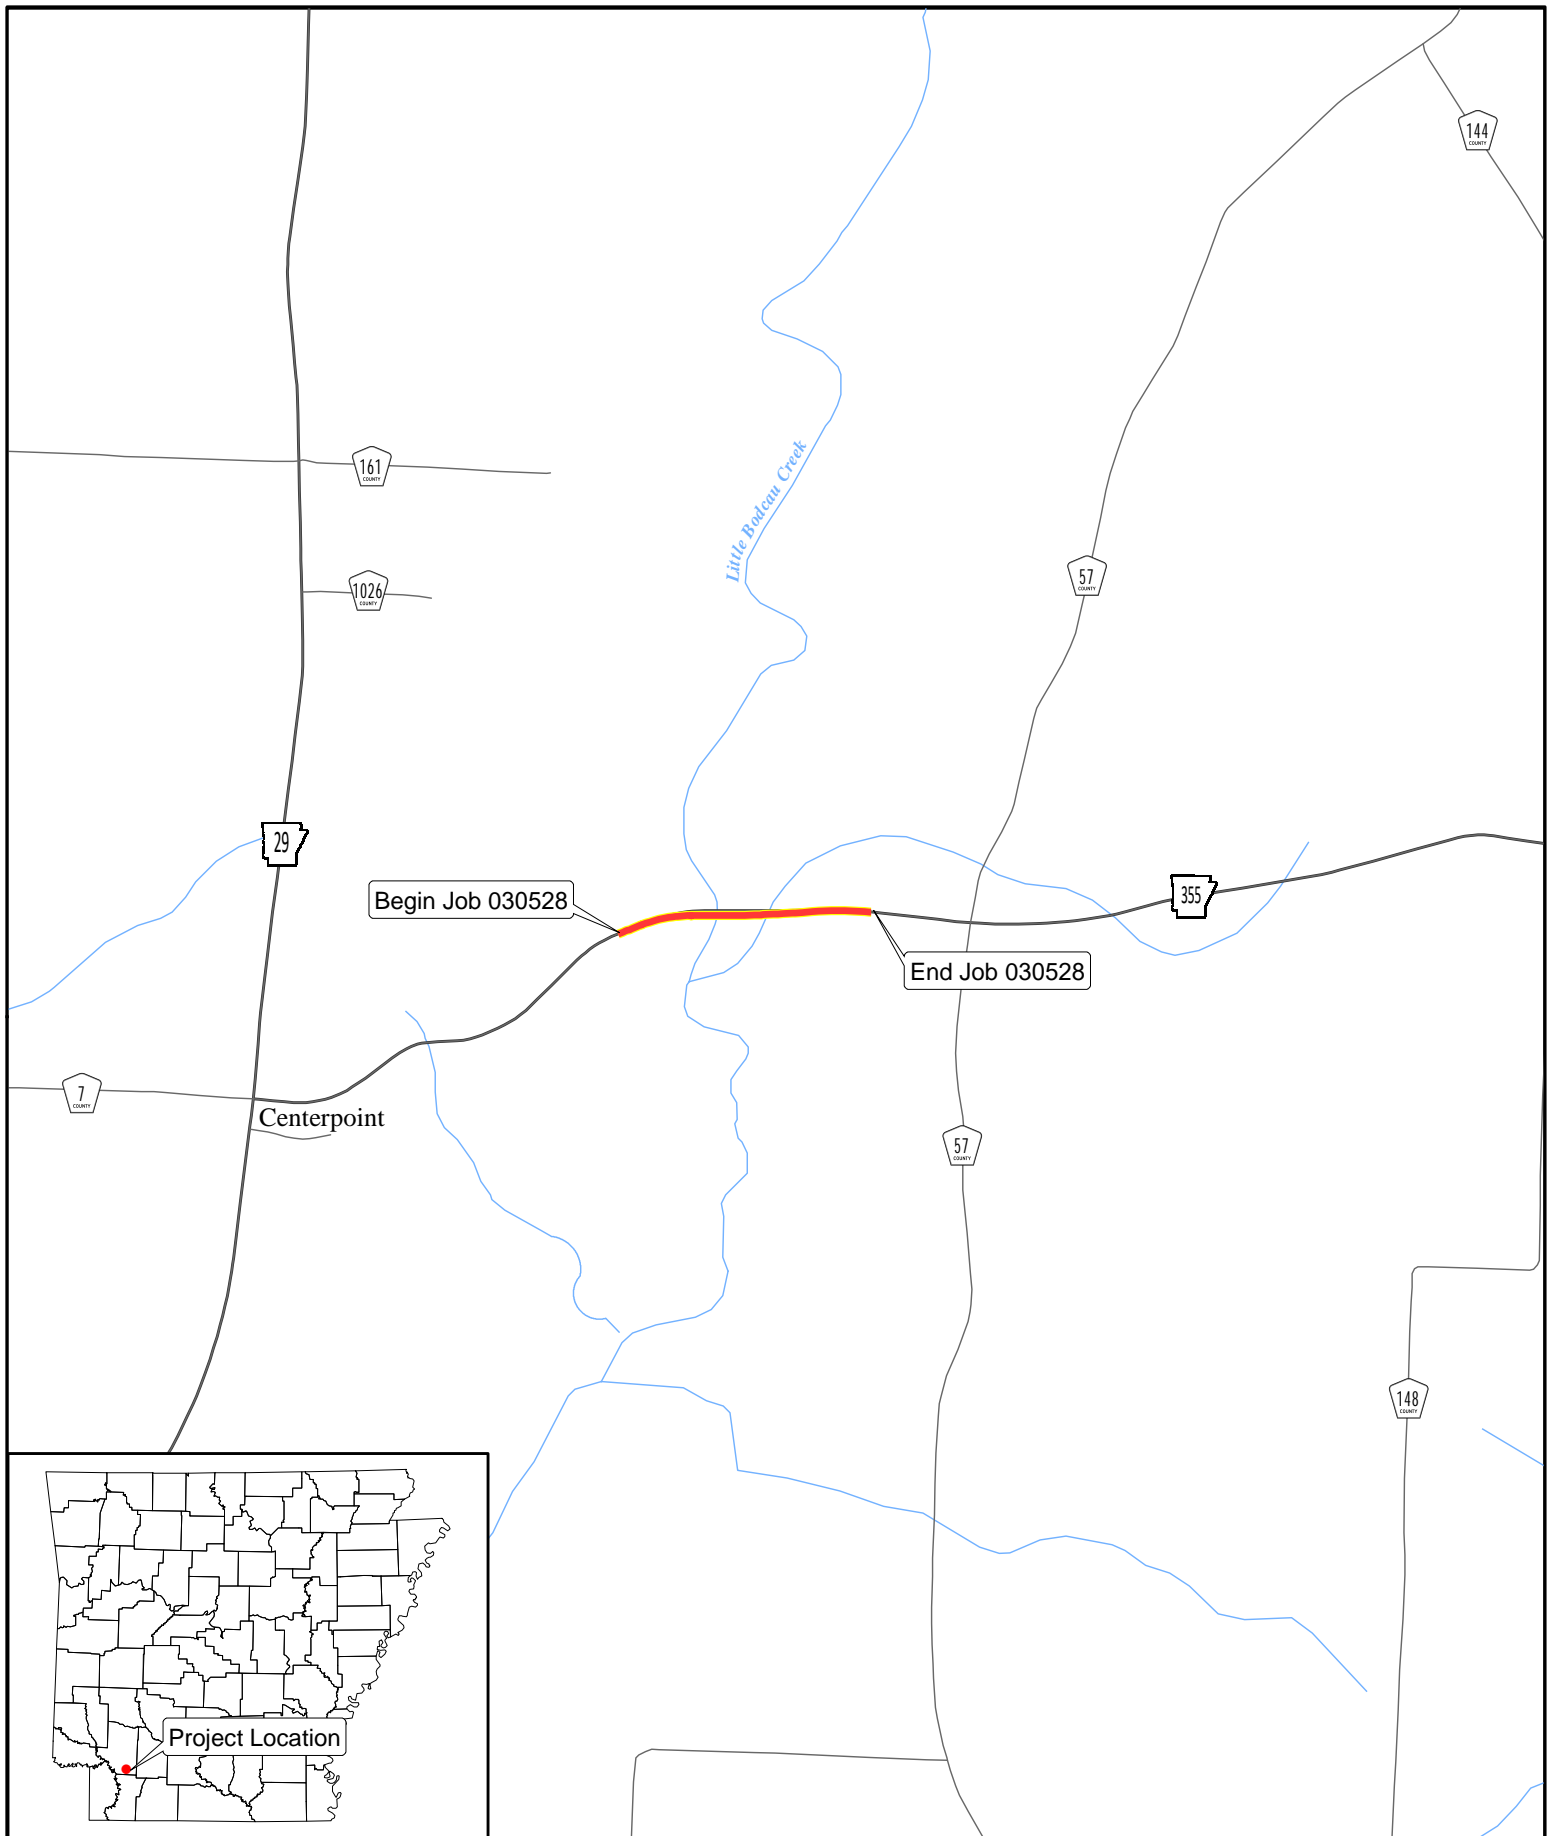 144
COUNTY
161
COUNTY
Little Bodcau Creek
57
COUNTY
1026
COUNTY
29
Begin Job 030528
355
End Job 030528
7
COUNTY
Centerpoint
57
COUNTY
148
COUNTY
Project Location